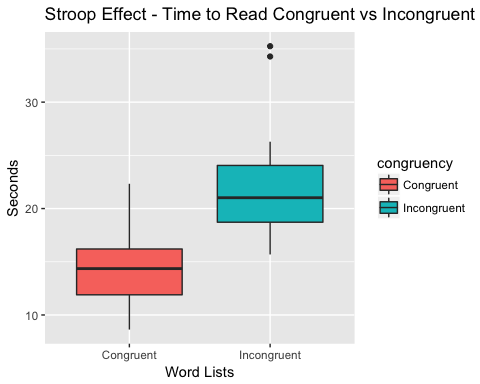 Stroop Effect - Time to Read Congruent vs Incongruent
30
20
10
Seconds
Congruent
Incongruent
Word Lists
congruency
Congruent
Incongruent